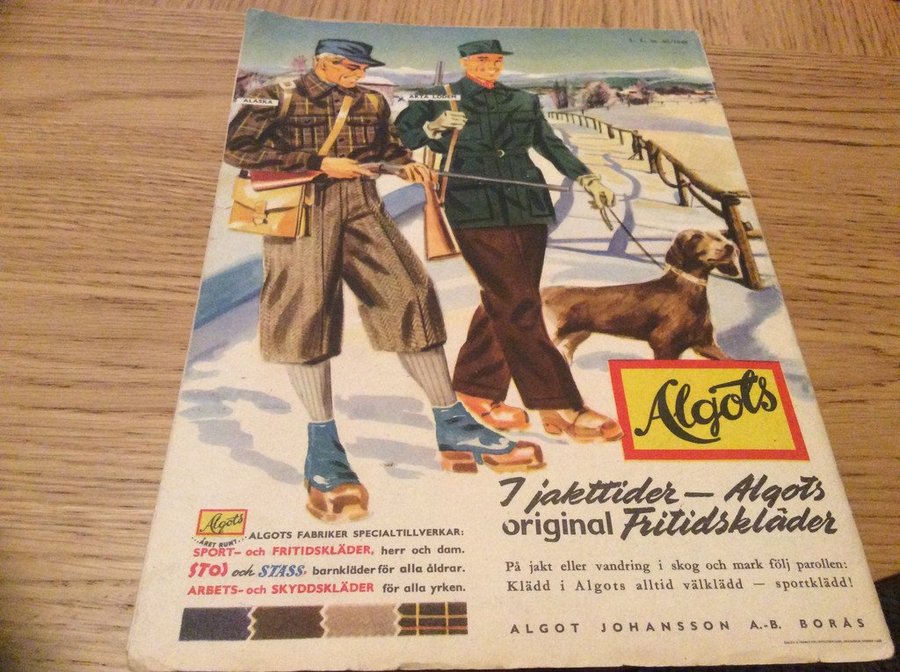 ALASKA
ÄKTA LODEN
Algots
I jakttider — Algots
original Fritidskläder
På jakt eller vandring i skog och mark följ parollen:
Klädd i Algots alltid välklädd — sportklädd!
ALGOT JOHANSSON A.-B. BORÅS
Algots
...ÅRET RUNT...
ALGOTS FABRIKER SPECIALTILLVERKAR:
SPORT- och FRITIDSKLÄDER, herr och dam.
STOJ och STASS, barnkläder för alla åldrar.
ARBETS- och SKYDDSKLÄDER för alla yrken.